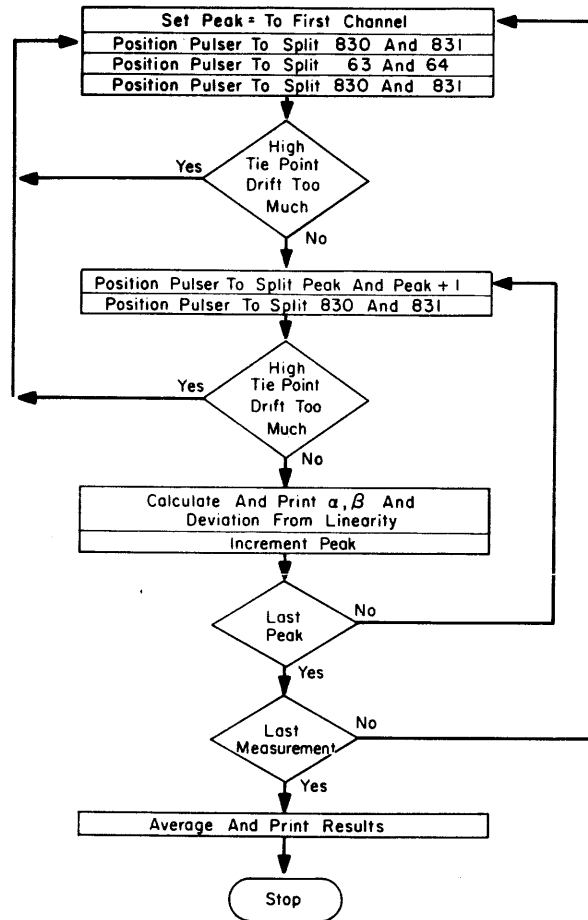 Set Peak = To First Channel
Position Pulser To Split 830 And 831
Position Pulser To Split 63 And 64
Position Pulser To Split 830 And 831
High
Tie Point
Drift Too
Much
Yes
No
Position Pulser To Split Peak And Peak + 1
Position Pulser To Split 830 And 831
High
Tie Point
Drift Too
Much
Yes
No
Calculate And Print α, β And
Deviation From Linearity
Increment Peak
Last
Peak
No
Yes
Last
Measurement
No
Yes
Average And Print Results
Stop